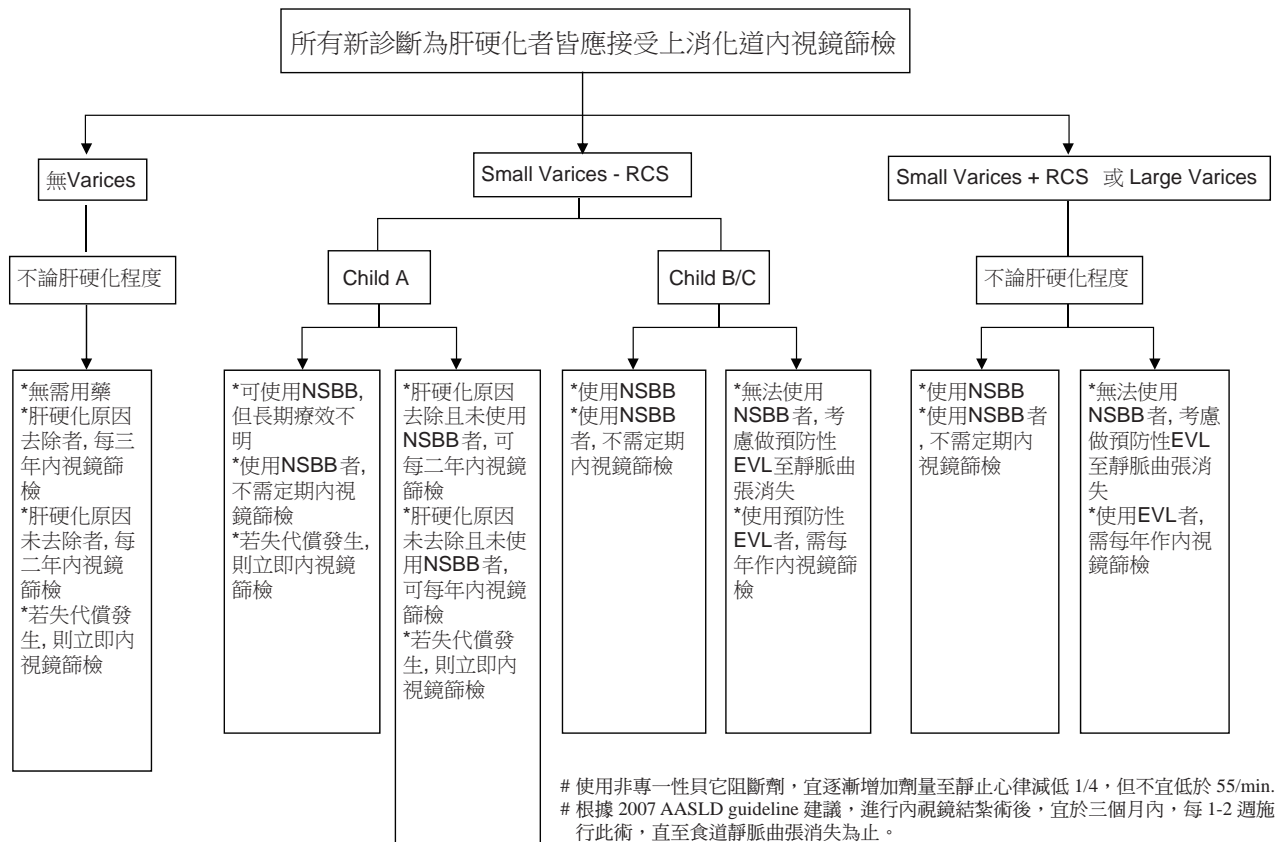 所有新診斷為肝硬化者皆應接受上消化道內視鏡篩檢
無Varices
Small Varices - RCS
Small Varices + RCS 或 Large Varices
不論肝硬化程度
Child A
Child B/C
不論肝硬化程度
*無需用藥
*肝硬化原因
去除者, 每三
年內視鏡篩
檢
*肝硬化原因
未去除者, 每
二年內視鏡
篩檢
*若失代償發
生, 則立即內
視鏡篩檢
*可使用NSBB,
但長期療效不
明
*使用NSBB者,
不需定期內視
鏡篩檢
*若失代償發生,
則立即內視鏡
篩檢
*肝硬化原因
去除且未使用
NSBB者, 可
每二年內視鏡
篩檢
*肝硬化原因
未去除且未使
用NSBB者,
可每年內視鏡
篩檢
*若失代償發
生, 則立即內
視鏡篩檢
*使用NSBB
*使用NSBB
者, 不需定期
內視鏡篩檢
*無法使用
NSBB者, 考
慮做預防性
EVL至靜脈曲
張消失
*使用預防性
EVL者, 需每
年作內視鏡篩
檢
*使用NSBB
*使用NSBB者
, 不需定期內
視鏡篩檢
*無法使用
NSBB者, 考慮
做預防性EVL
至靜脈曲張消
失
*使用EVL者,
需每年作內視
鏡篩檢
# 使用非專一性貝它阻斷劑，宜逐漸增加劑量至靜止心律減低 1/4，但不宜低於 55/min.
# 根據 2007 AASLD guideline 建議，進行內視鏡結紮術後，宜於三個月內，每 1-2 週施
行此術，直至食道靜脈曲張消失為止。